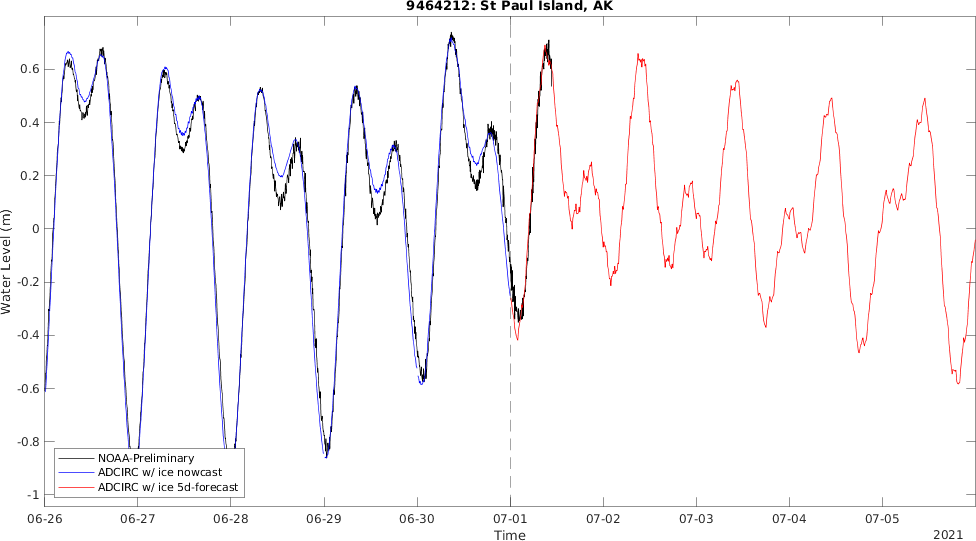 9464212: St Paul Island, AK
Water Level (m)
0.6
0.4
0.2
0
-0.2
-0.4
-0.6
-0.8
-1
NOAA-Preliminary
ADCIRC w/ ice nowcast
ADCIRC w/ ice 5d-forecast
06-26 06-27 06-28 06-29 06-30 07-01 07-02 07-03 07-04 07-05
Time
2021